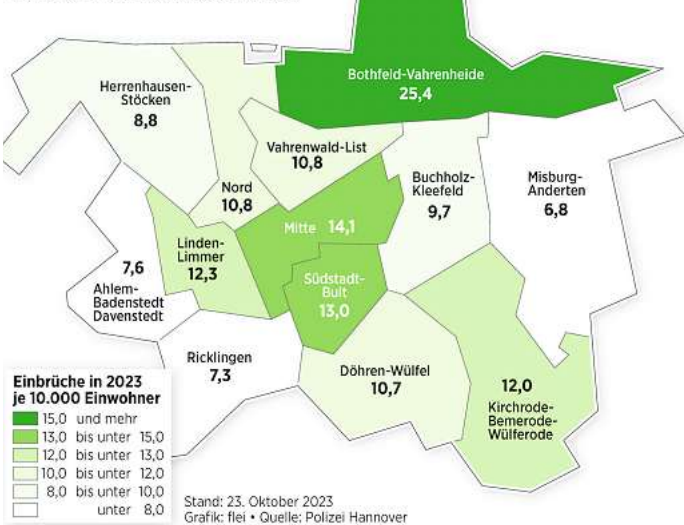 Bothfeld-Vahrenheide
25,4
Herrenhausen-
Stöcken
8,8
Vahrenwald-List
10,8
Buchholz-
Kleefeld
9,7
Misburg-
Anderten
6,8
Nord
10,8
Mitte 14,1
Linden-
Limmer
12,3
Südstadt-
Bult
13,0
7,6
Ahlem-
Badenstedt
Davenstedt
Ricklingen
7,3
Döhren-Wülfel
10,7
12,0
Kirchrode-
Bemerode-
Wülferode
Einbrüche in 2023
je 10.000 Einwohner
15,0 und mehr
13,0 bis unter 15,0
12,0 bis unter 13,0
10,0 bis unter 12,0
8,0 bis unter 10,0
unter 8,0
Stand: 23. Oktober 2023
Grafik: flei • Quelle: Polizei Hannover